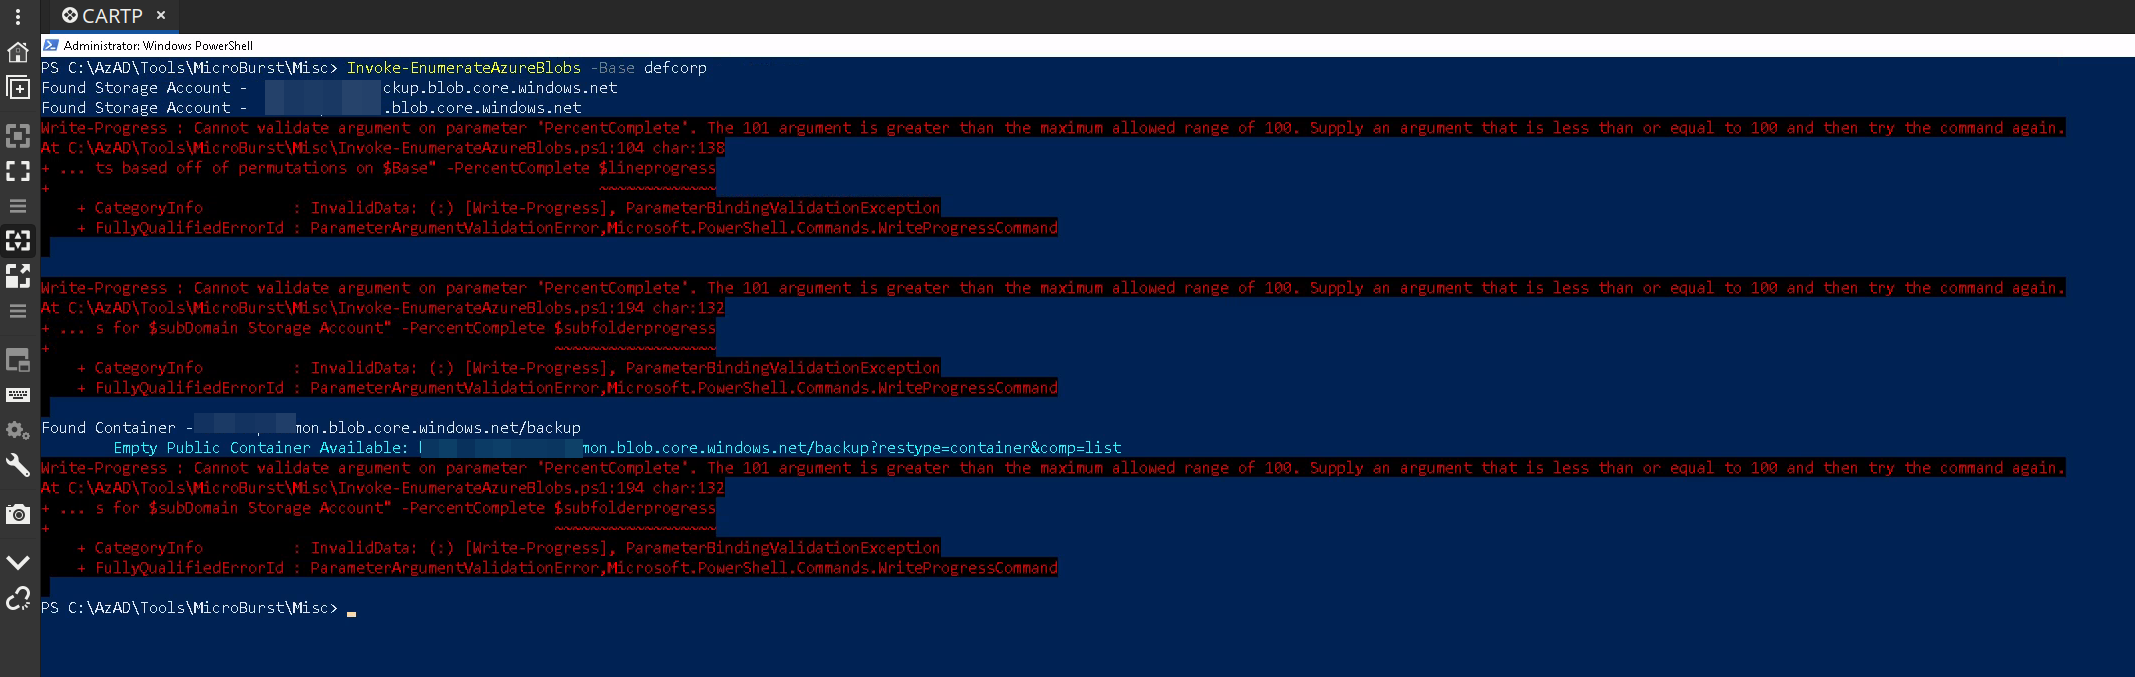 CARTP ×
Administrator: Windows PowerShell
PS C:\AzAD\Tools\MicroBurst\Misc> Invoke-EnumerateAzureBlobs -Base defcorp
Found Storage Account - ckup.blob.core.windows.net
Found Storage Account - .blob.core.windows.net
Write-Progress : Cannot validate argument on parameter 'PercentComplete'. The 101 argument is greater than the maximum allowed range of 100. Supply an argument that is less than or equal to 100 and then try the command again.
At C:\AzAD\Tools\MicroBurst\Misc\Invoke-EnumerateAzureBlobs.ps1:104 char:138
+ ... ts based off of permutations on $Base" -PercentComplete $lineprogress
+ ~~~~~~~~~~~~~
+ CategoryInfo : InvalidData: (:) [Write-Progress], ParameterBindingValidationException
+ FullyQualifiedErrorId : ParameterArgumentValidationError,Microsoft.PowerShell.Commands.WriteProgressCommand
Write-Progress : Cannot validate argument on parameter 'PercentComplete'. The 101 argument is greater than the maximum allowed range of 100. Supply an argument that is less than or equal to 100 and then try the command again.
At C:\AzAD\Tools\MicroBurst\Misc\Invoke-EnumerateAzureBlobs.ps1:194 char:132
+ ... s for $subDomain Storage Account" -PercentComplete $subfolderprogress
+ ~~~~~~~~~~~~~~~~~~
+ CategoryInfo : InvalidData: (:) [Write-Progress], ParameterBindingValidationException
+ FullyQualifiedErrorId : ParameterArgumentValidationError,Microsoft.PowerShell.Commands.WriteProgressCommand
Found Container - mon.blob.core.windows.net/backup
Empty Public Container Available: mon.blob.core.windows.net/backup?restype=container&comp=list
Write-Progress : Cannot validate argument on parameter 'PercentComplete'. The 101 argument is greater than the maximum allowed range of 100. Supply an argument that is less than or equal to 100 and then try the command again.
At C:\AzAD\Tools\MicroBurst\Misc\Invoke-EnumerateAzureBlobs.ps1:194 char:132
+ ... s for $subDomain Storage Account" -PercentComplete $subfolderprogress
+ ~~~~~~~~~~~~~~~~~~
+ CategoryInfo : InvalidData: (:) [Write-Progress], ParameterBindingValidationException
+ FullyQualifiedErrorId : ParameterArgumentValidationError,Microsoft.PowerShell.Commands.WriteProgressCommand
PS C:\AzAD\Tools\MicroBurst\Misc>